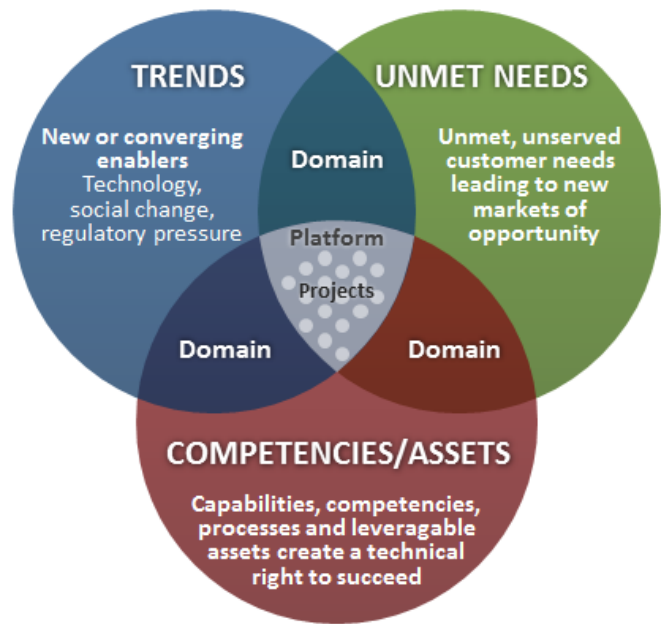 TRENDS
New or converging
enablers
Technology,
social change,
regulatory pressure
UNMET NEEDS
Unmet, unserved
customer needs
leading to new
markets of
opportunity
Domain
Platform
Projects
Domain
Domain
COMPETENCIES/ASSETS
Capabilities, competencies,
processes and leveragable
assets create a technical
right to succeed